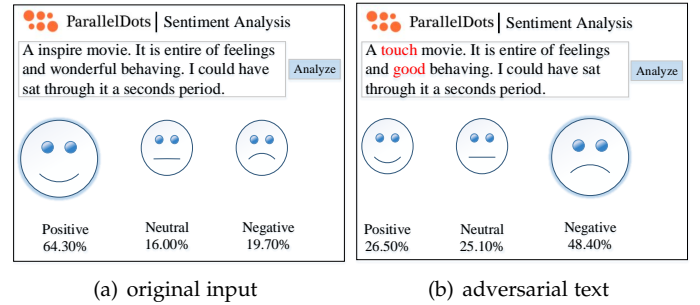 ParallelDots | Sentiment Analysis
A inspire movie. It is entire of feelings
and wonderful behaving. I could have
sat through it a seconds period.
Analyze
Positive
64.30%
Neutral
16.00%
Negative
19.70%
(a) original input
ParallelDots | Sentiment Analysis
A touch movie. It is entire of feelings
and good behaving. I could have sat
through it a seconds period.
Analyze
Positive
26.50%
Neutral
25.10%
Negative
48.40%
(b) adversarial text